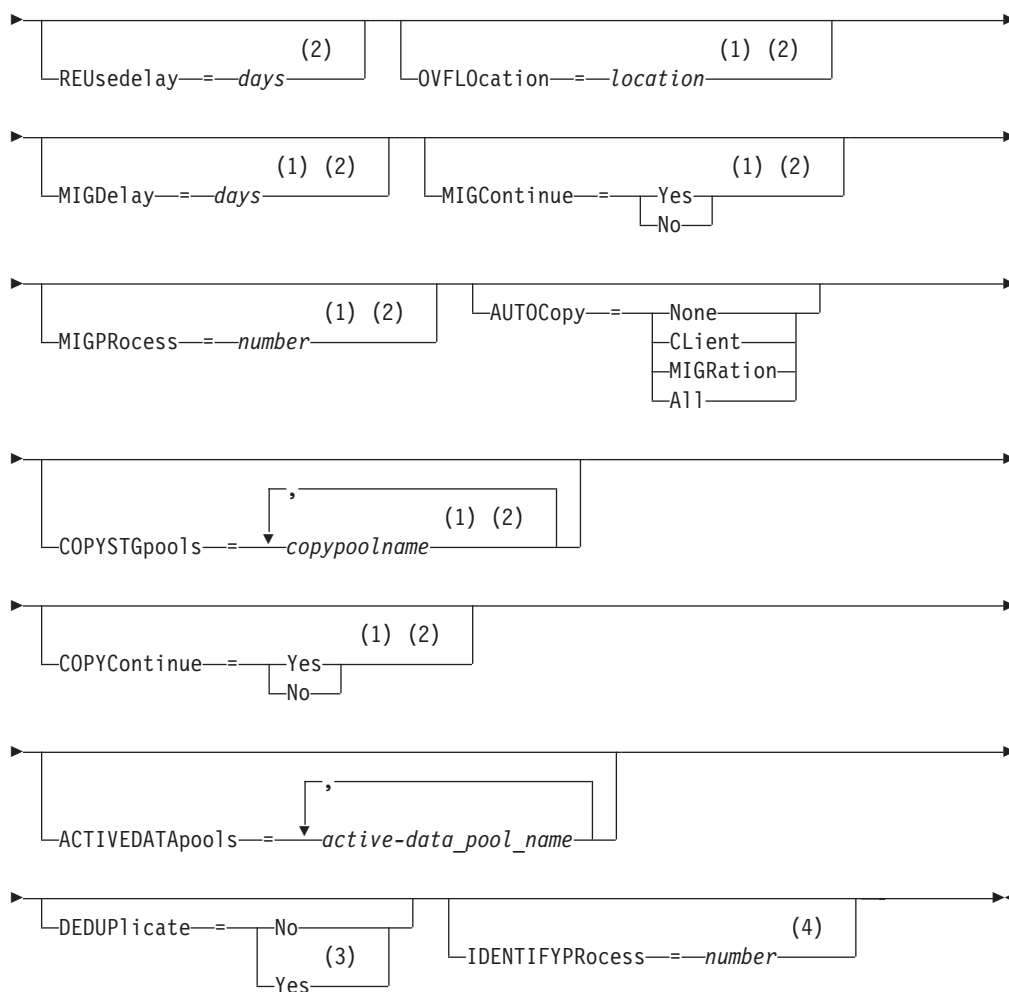 (2) (1) (2)
REUsedelay = days OVFLOcation = location
(1) (2) (1) (2)
MIGDelay = days MIGContinue = Yes
No
(1) (2)
MIGPRocess = number AUTOCopy = None
CLient
MIGRation
All
,
(1) (2)
COPYSTGpools = copypoolname
(1) (2)
COPYContinue = Yes
No
,
ACTIVEDATApools = active-data_pool_name
DEDUPlicate = No
(3) (4)
Yes IDENTIFYPRocess = number